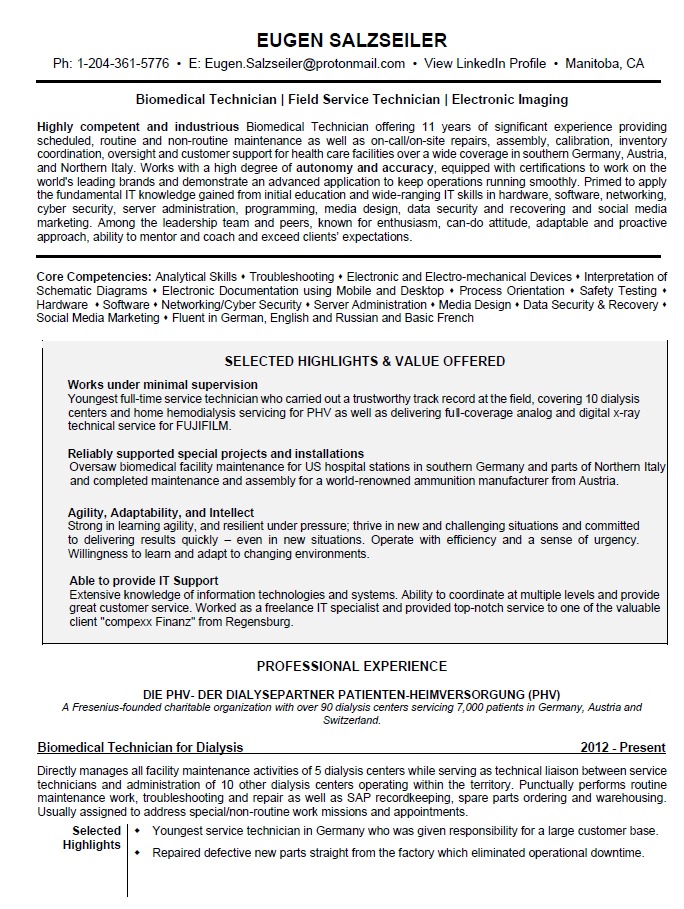 EUGEN SALZSEILER
Ph: 1-204-361-5776 • E: Eugen.Salzseiler@protonmail.com • View LinkedIn Profile • Manitoba, CA
Biomedical Technician | Field Service Technician | Electronic Imaging
Highly competent and industrious Biomedical Technician offering 11 years of significant experience providing
scheduled, routine and non-routine maintenance as well as on-call/on-site repairs, assembly, calibration, inventory
coordination, oversight and customer support for health care facilities over a wide coverage in southern Germany, Austria,
and Northern Italy. Works with a high degree of autonomy and accuracy, equipped with certifications to work on the
world's leading brands and demonstrate an advanced application to keep operations running smoothly. Primed to apply
the fundamental IT knowledge gained from initial education and wide-ranging IT skills in hardware, software, networking,
cyber security, server administration, programming, media design, data security and recovering and social media
marketing. Among the leadership team and peers, known for enthusiasm, can-do attitude, adaptable and proactive
approach, ability to mentor and coach and exceed clients' expectations.
Core Competencies: Analytical Skills ♦ Troubleshooting ♦ Electronic and Electro-mechanical Devices ♦ Interpretation of
Schematic Diagrams ♦ Electronic Documentation using Mobile and Desktop ♦ Process Orientation ♦ Safety Testing ♦
Hardware ♦ Software ♦ Networking/Cyber Security ♦ Server Administration ♦ Media Design ♦ Data Security & Recovery ♦
Social Media Marketing ♦ Fluent in German, English and Russian and Basic French
SELECTED HIGHLIGHTS & VALUE OFFERED
Works under minimal supervision
Youngest full-time service technician who carried out a trustworthy track record at the field, covering 10 dialysis
centers and home hemodialysis servicing for PHV as well as delivering full-coverage analog and digital x-ray
technical service for FUJIFILM.
Reliably supported special projects and installations
Oversaw biomedical facility maintenance for US hospital stations in southern Germany and parts of Northern Italy
and completed maintenance and assembly for a world-renowned ammunition manufacturer from Austria.
Agility, Adaptability, and Intellect
Strong in learning agility, and resilient under pressure; thrive in new and challenging situations and committed
to delivering results quickly – even in new situations. Operate with efficiency and a sense of urgency.
Willingness to learn and adapt to changing environments.
Able to provide IT Support
Extensive knowledge of information technologies and systems. Ability to coordinate at multiple levels and provide
great customer service. Worked as a freelance IT specialist and provided top-notch service to one of the valuable
client "compexx Finanz" from Regensburg.
PROFESSIONAL EXPERIENCE
DIE PHV- DER DIALYSEPARTNER PATIENTEN-HEIMVERSORGUNG (PHV)
A Fresenius-founded charitable organization with over 90 dialysis centers servicing 7,000 patients in Germany, Austria and
Switzerland.
Biomedical Technician for Dialysis 2012 - Present
Directly manages all facility maintenance activities of 5 dialysis centers while serving as technical liaison between service
technicians and administration of 10 other dialysis centers operating within the territory. Punctually performs routine
maintenance work, troubleshooting and repair as well as SAP recordkeeping, spare parts ordering and warehousing.
Usually assigned to address special/non-routine work missions and appointments.
Selected
Highlights
♦ Youngest service technician in Germany who was given responsibility for a large customer base.
♦ Repaired defective new parts straight from the factory which eliminated operational downtime.